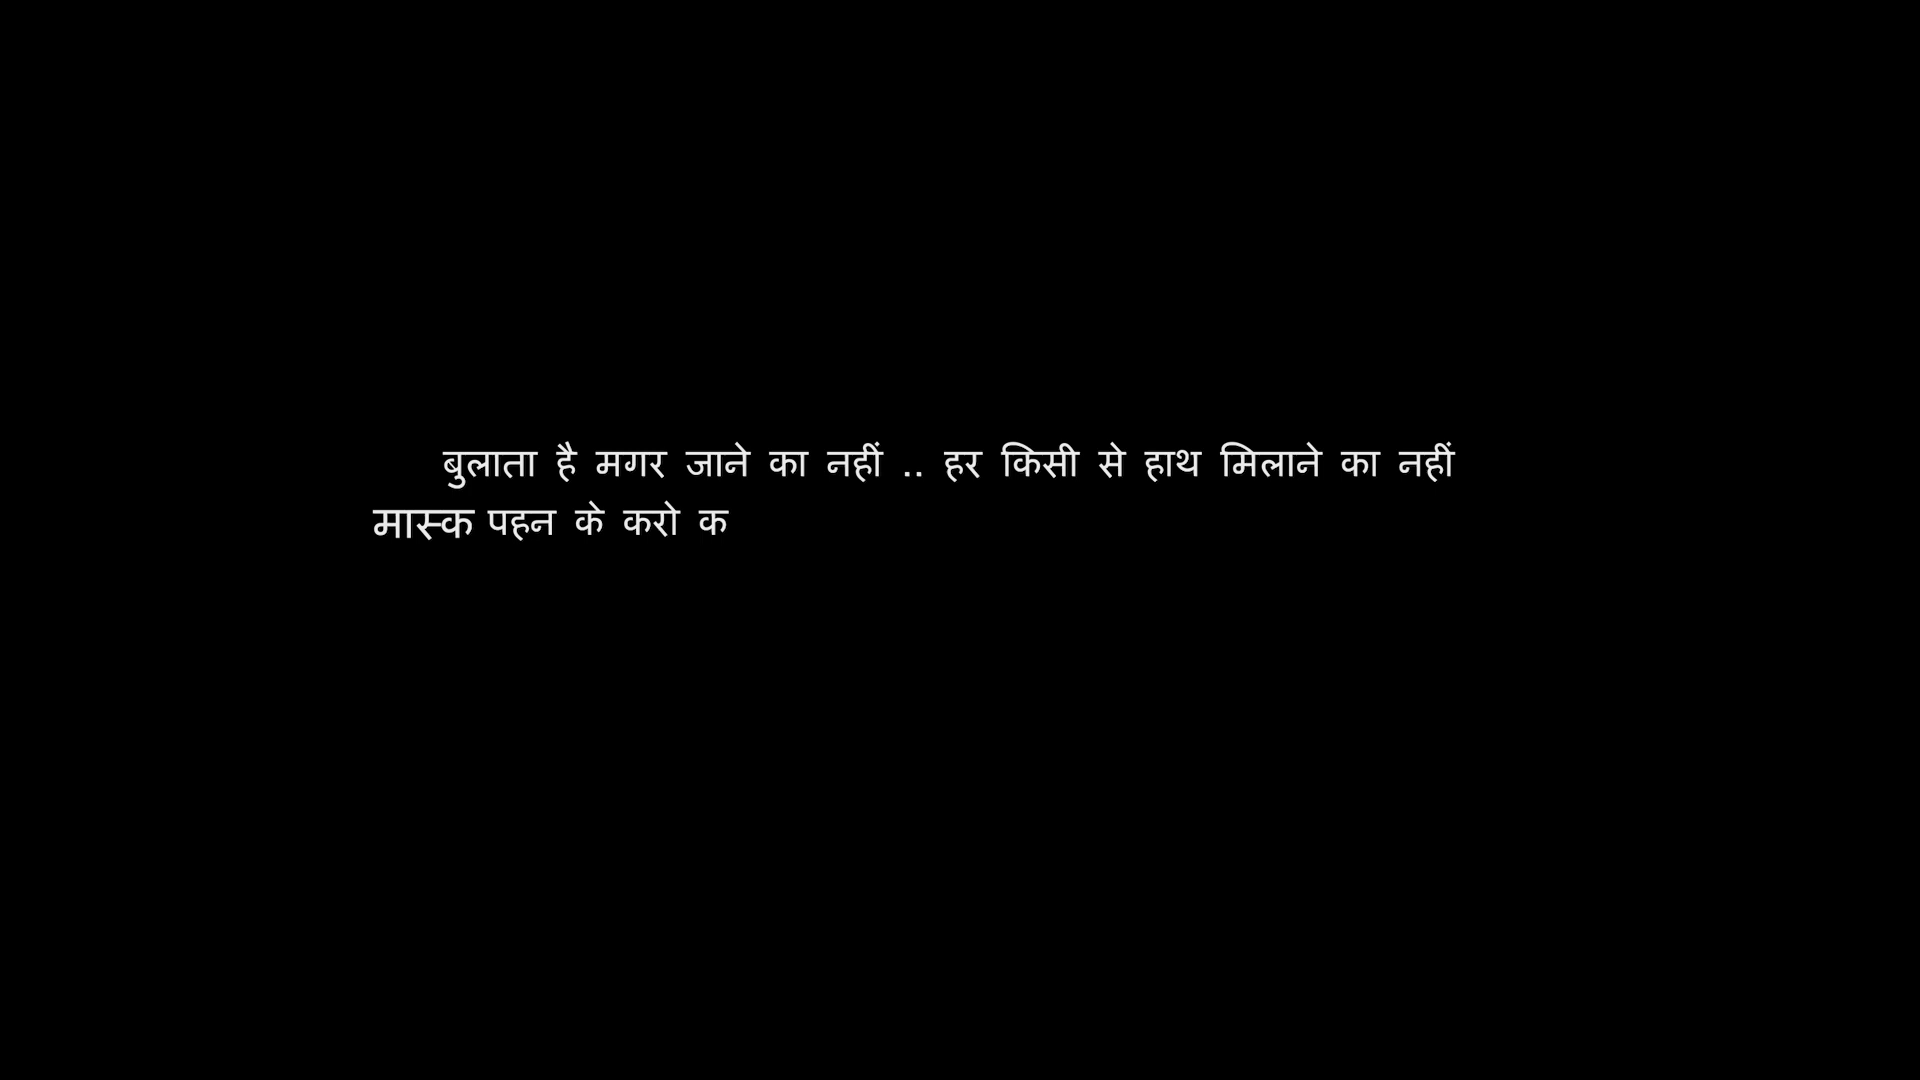 बुलाता है मगर जाने का नहीं .. हर किसी से हाथ मिलाने का नहीं
मास्क पहन के करो क